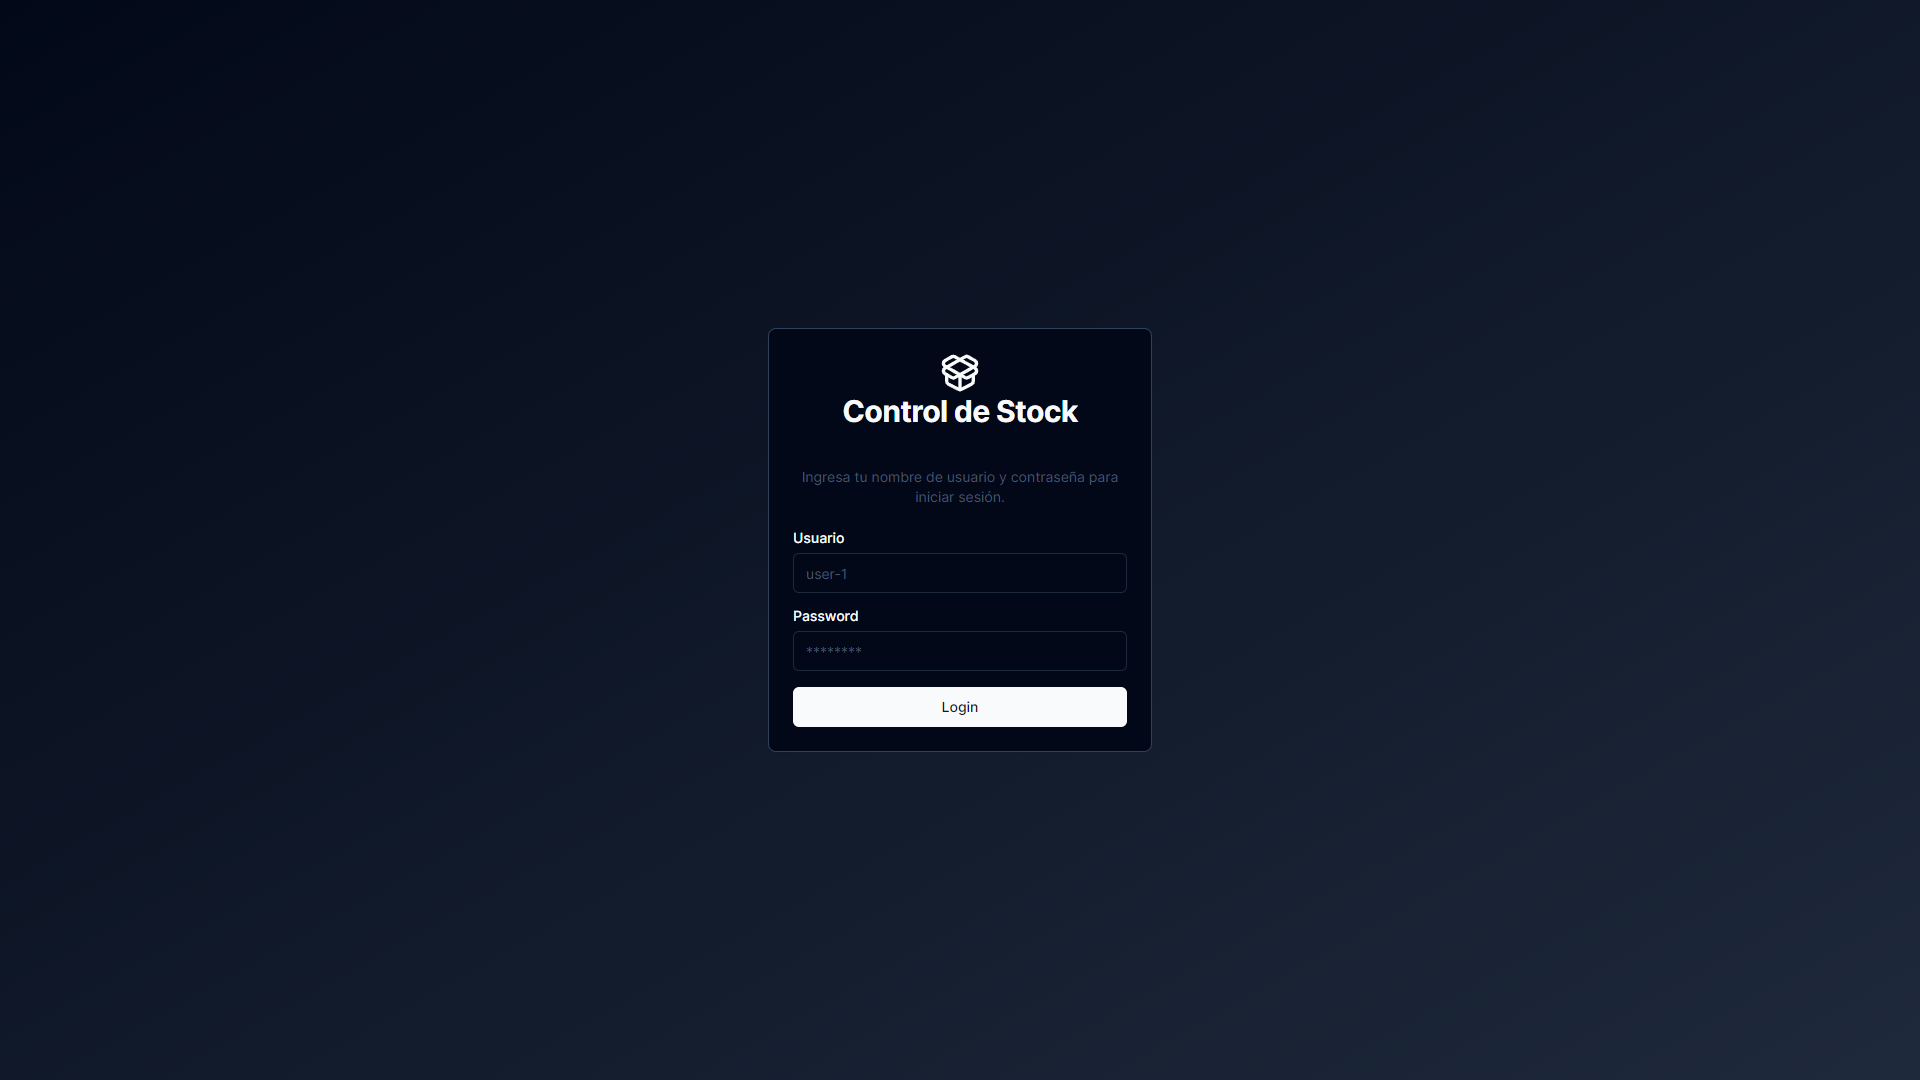 Control de Stock
Ingresa tu nombre de usuario y contraseña para
iniciar sesión.
Usuario
user-1
Password
********
Login